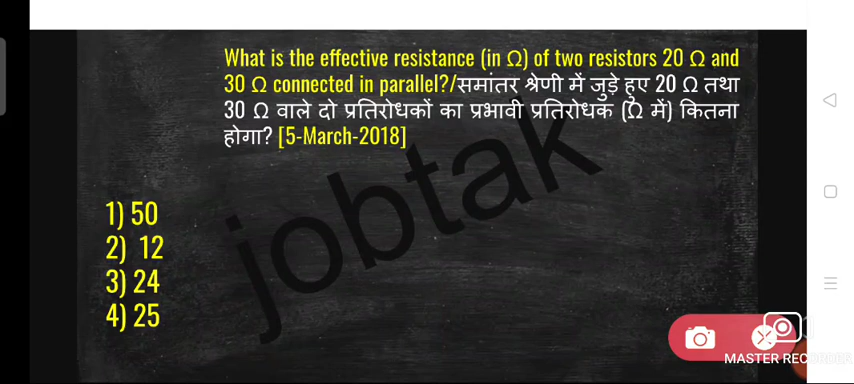 What is the effective resistance (in Ω) of two resistors 20 Ω and
30 Ω connected in parallel?/समांतर श्रेणी में जुड़े हुए 20 Ω तथा
30 Ω वाले दो प्रतिरोधकों का प्रभावी प्रतिरोधक (Ω में) कितना
होगा? [5-March-2018]
1) 50
2) 12
3) 24
4) 25
jobtak
MASTER RECORDER